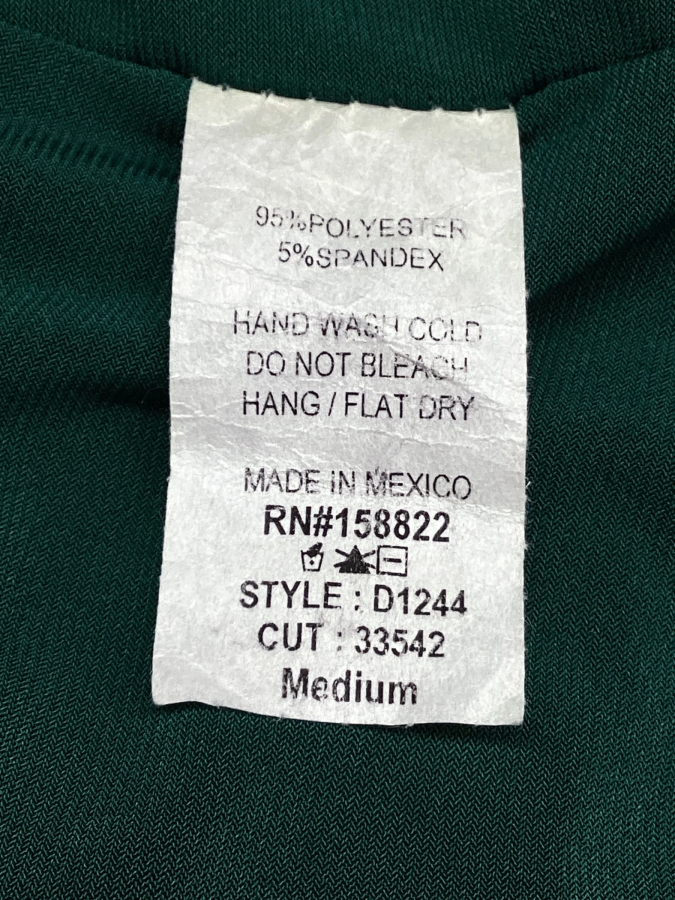 95%POLYESTER
5%SPANDEX
HAND WASH COLD
DO NOT BLEACH
HANG / FLAT DRY
MADE IN MEXICO
RN#158822
STYLE : D1244
CUT : 33542
Medium